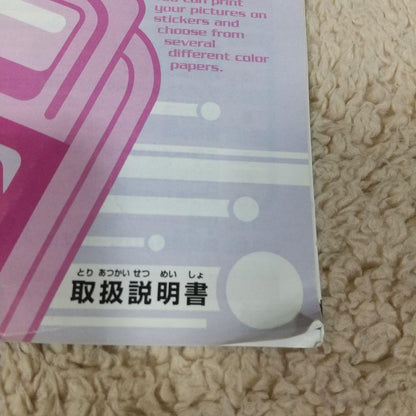 you can print
your pictures on
stickers and
choose from
several
different color
papers.
とり あつかい せつ めい しょ
取扱説明書